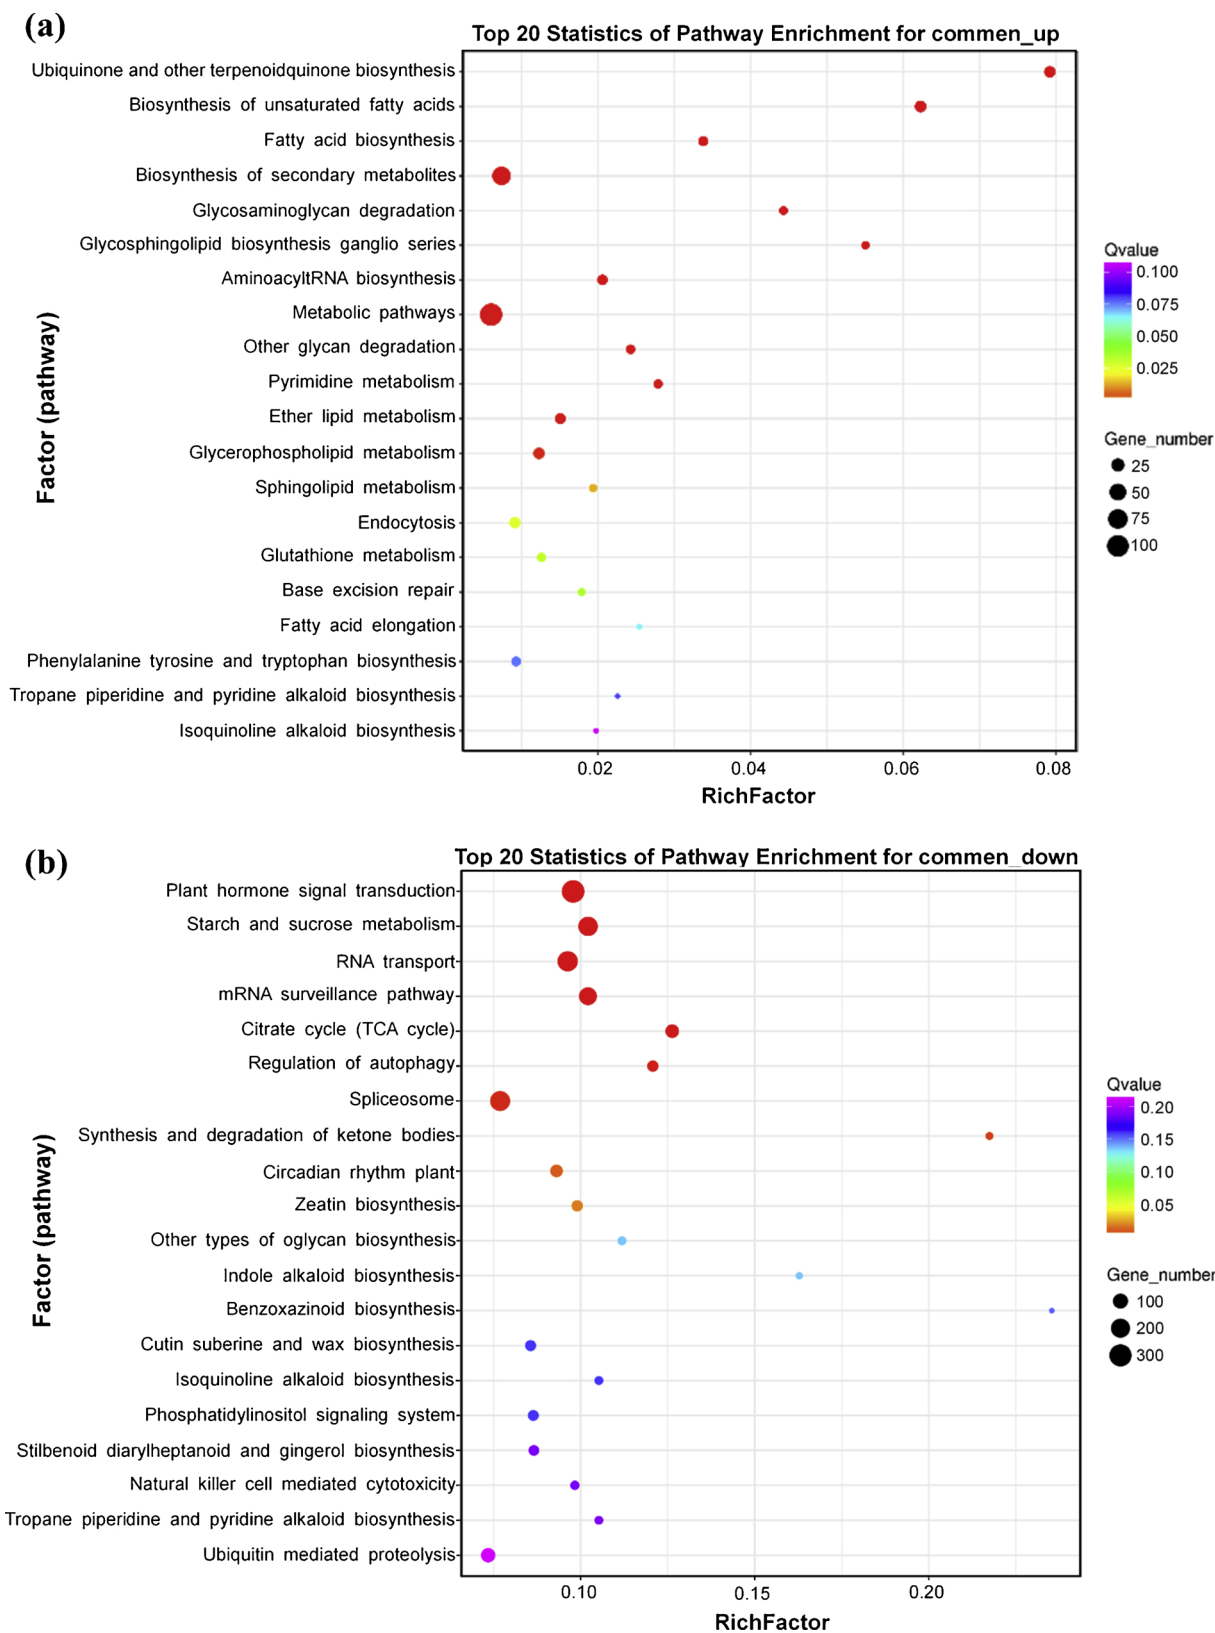 (a)
Top 20 Statistics of Pathway Enrichment for commen_up
Ubiquinone and other terpenoidquinone biosynthesis
Biosynthesis of unsaturated fatty acids
Fatty acid biosynthesis
Biosynthesis of secondary metabolites
Glycosaminoglycan degradation
Glycosphingolipid biosynthesis ganglio series
AminoacyltRNA biosynthesis
Metabolic pathways
Other glycan degradation
Pyrimidine metabolism
Ether lipid metabolism
Glycerophospholipid metabolism
Sphingolipid metabolism
Endocytosis
Glutathione metabolism
Base excision repair
Fatty acid elongation
Phenylalanine tyrosine and tryptophan biosynthesis
Tropane piperidine and pyridine alkaloid biosynthesis
Isoquinoline alkaloid biosynthesis
Factor (pathway)
0.02
0.04
0.06
0.08
RichFactor
Qvalue
0.100
0.075
0.050
0.025
Gene_number
25
50
75
100
(b)
Top 20 Statistics of Pathway Enrichment for commen_down
Plant hormone signal transduction
Starch and sucrose metabolism
RNA transport
mRNA surveillance pathway
Citrate cycle (TCA cycle)
Regulation of autophagy
Spliceosome
Synthesis and degradation of ketone bodies
Circadian rhythm plant
Zeatin biosynthesis
Other types of oglycan biosynthesis
Indole alkaloid biosynthesis
Benzoxazinoid biosynthesis
Cutin suberine and wax biosynthesis
Isoquinoline alkaloid biosynthesis
Phosphatidylinositol signaling system
Stilbenoid diarylheptanoid and gingerol biosynthesis
Natural killer cell mediated cytotoxicity
Tropane piperidine and pyridine alkaloid biosynthesis
Ubiquitin mediated proteolysis
Factor (pathway)
0.10
0.15
0.20
RichFactor
Qvalue
0.20
0.15
0.10
0.05
Gene_number
100
200
300